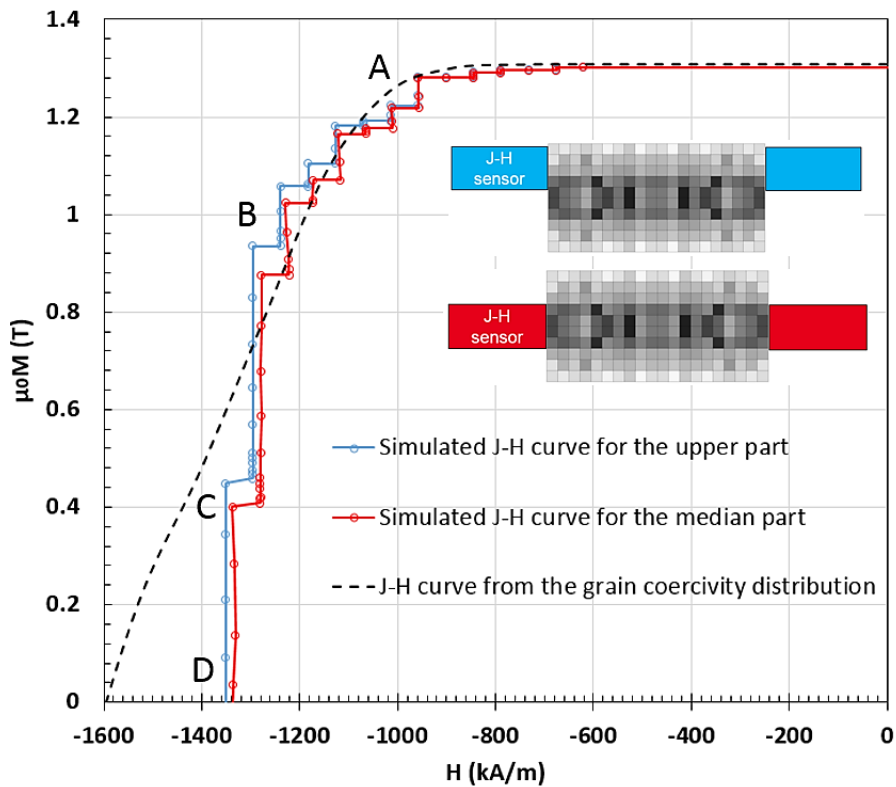 1.4
1.2
1
0.8
0.6
0.4
0.2
0
µ₀M (T)
A
B
C
D
J-H
sensor
J-H
sensor
Simulated J-H curve for the upper part
Simulated J-H curve for the median part
J-H curve from the grain coercivity distribution
-1600 -1400 -1200 -1000 -800 -600 -400 -200 0
H (kA/m)